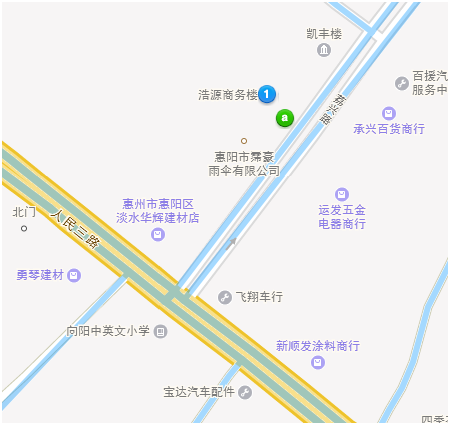 凯丰楼
百援汽
服务中
浩源商务楼
1
a
荔兴路
承兴百货商行
惠阳市霖豪
雨伞有限公司
惠州市惠阳区
淡水华辉建材店
运发五金
电器商行
北门
人民三路
勇琴建材
飞翔车行
向阳中英文小学
新顺发涂料商行
宝达汽车配件
四季